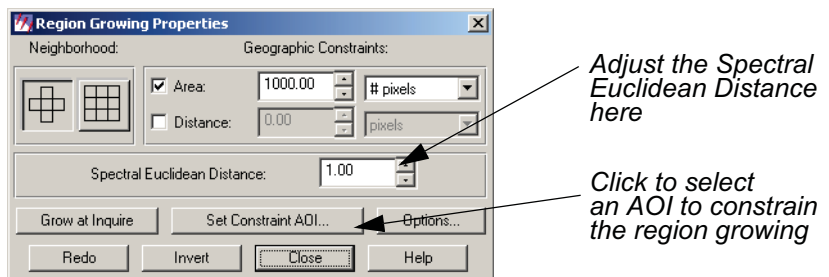 Region Growing Properties
Neighborhood: Geographic Constraints:
Area: 1000.00 # pixels
Distance: 0.00 pixels
Spectral Euclidean Distance: 1.00
Grow at Inquire Set Constraint AOI... Options...
Redo Invert Close Help
Adjust the Spectral
Euclidean Distance
here
Click to select
an AOI to constrain
the region growing